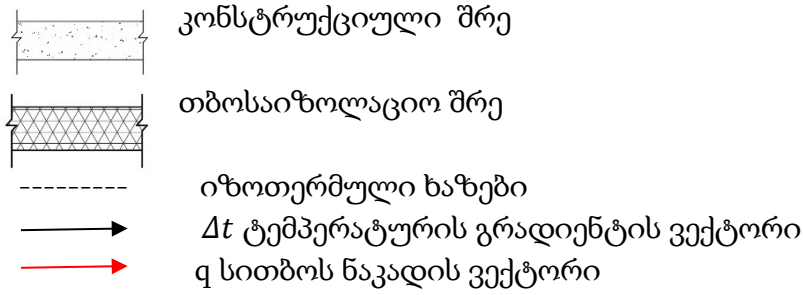 კონსტრუქციული შრე
თბოსაიზოლაციო შრე
იზოთერმული ხაზები
Δt ტემპერატურის გრადიენტის ვექტორი
q სითბოს ნაკადის ვექტორი